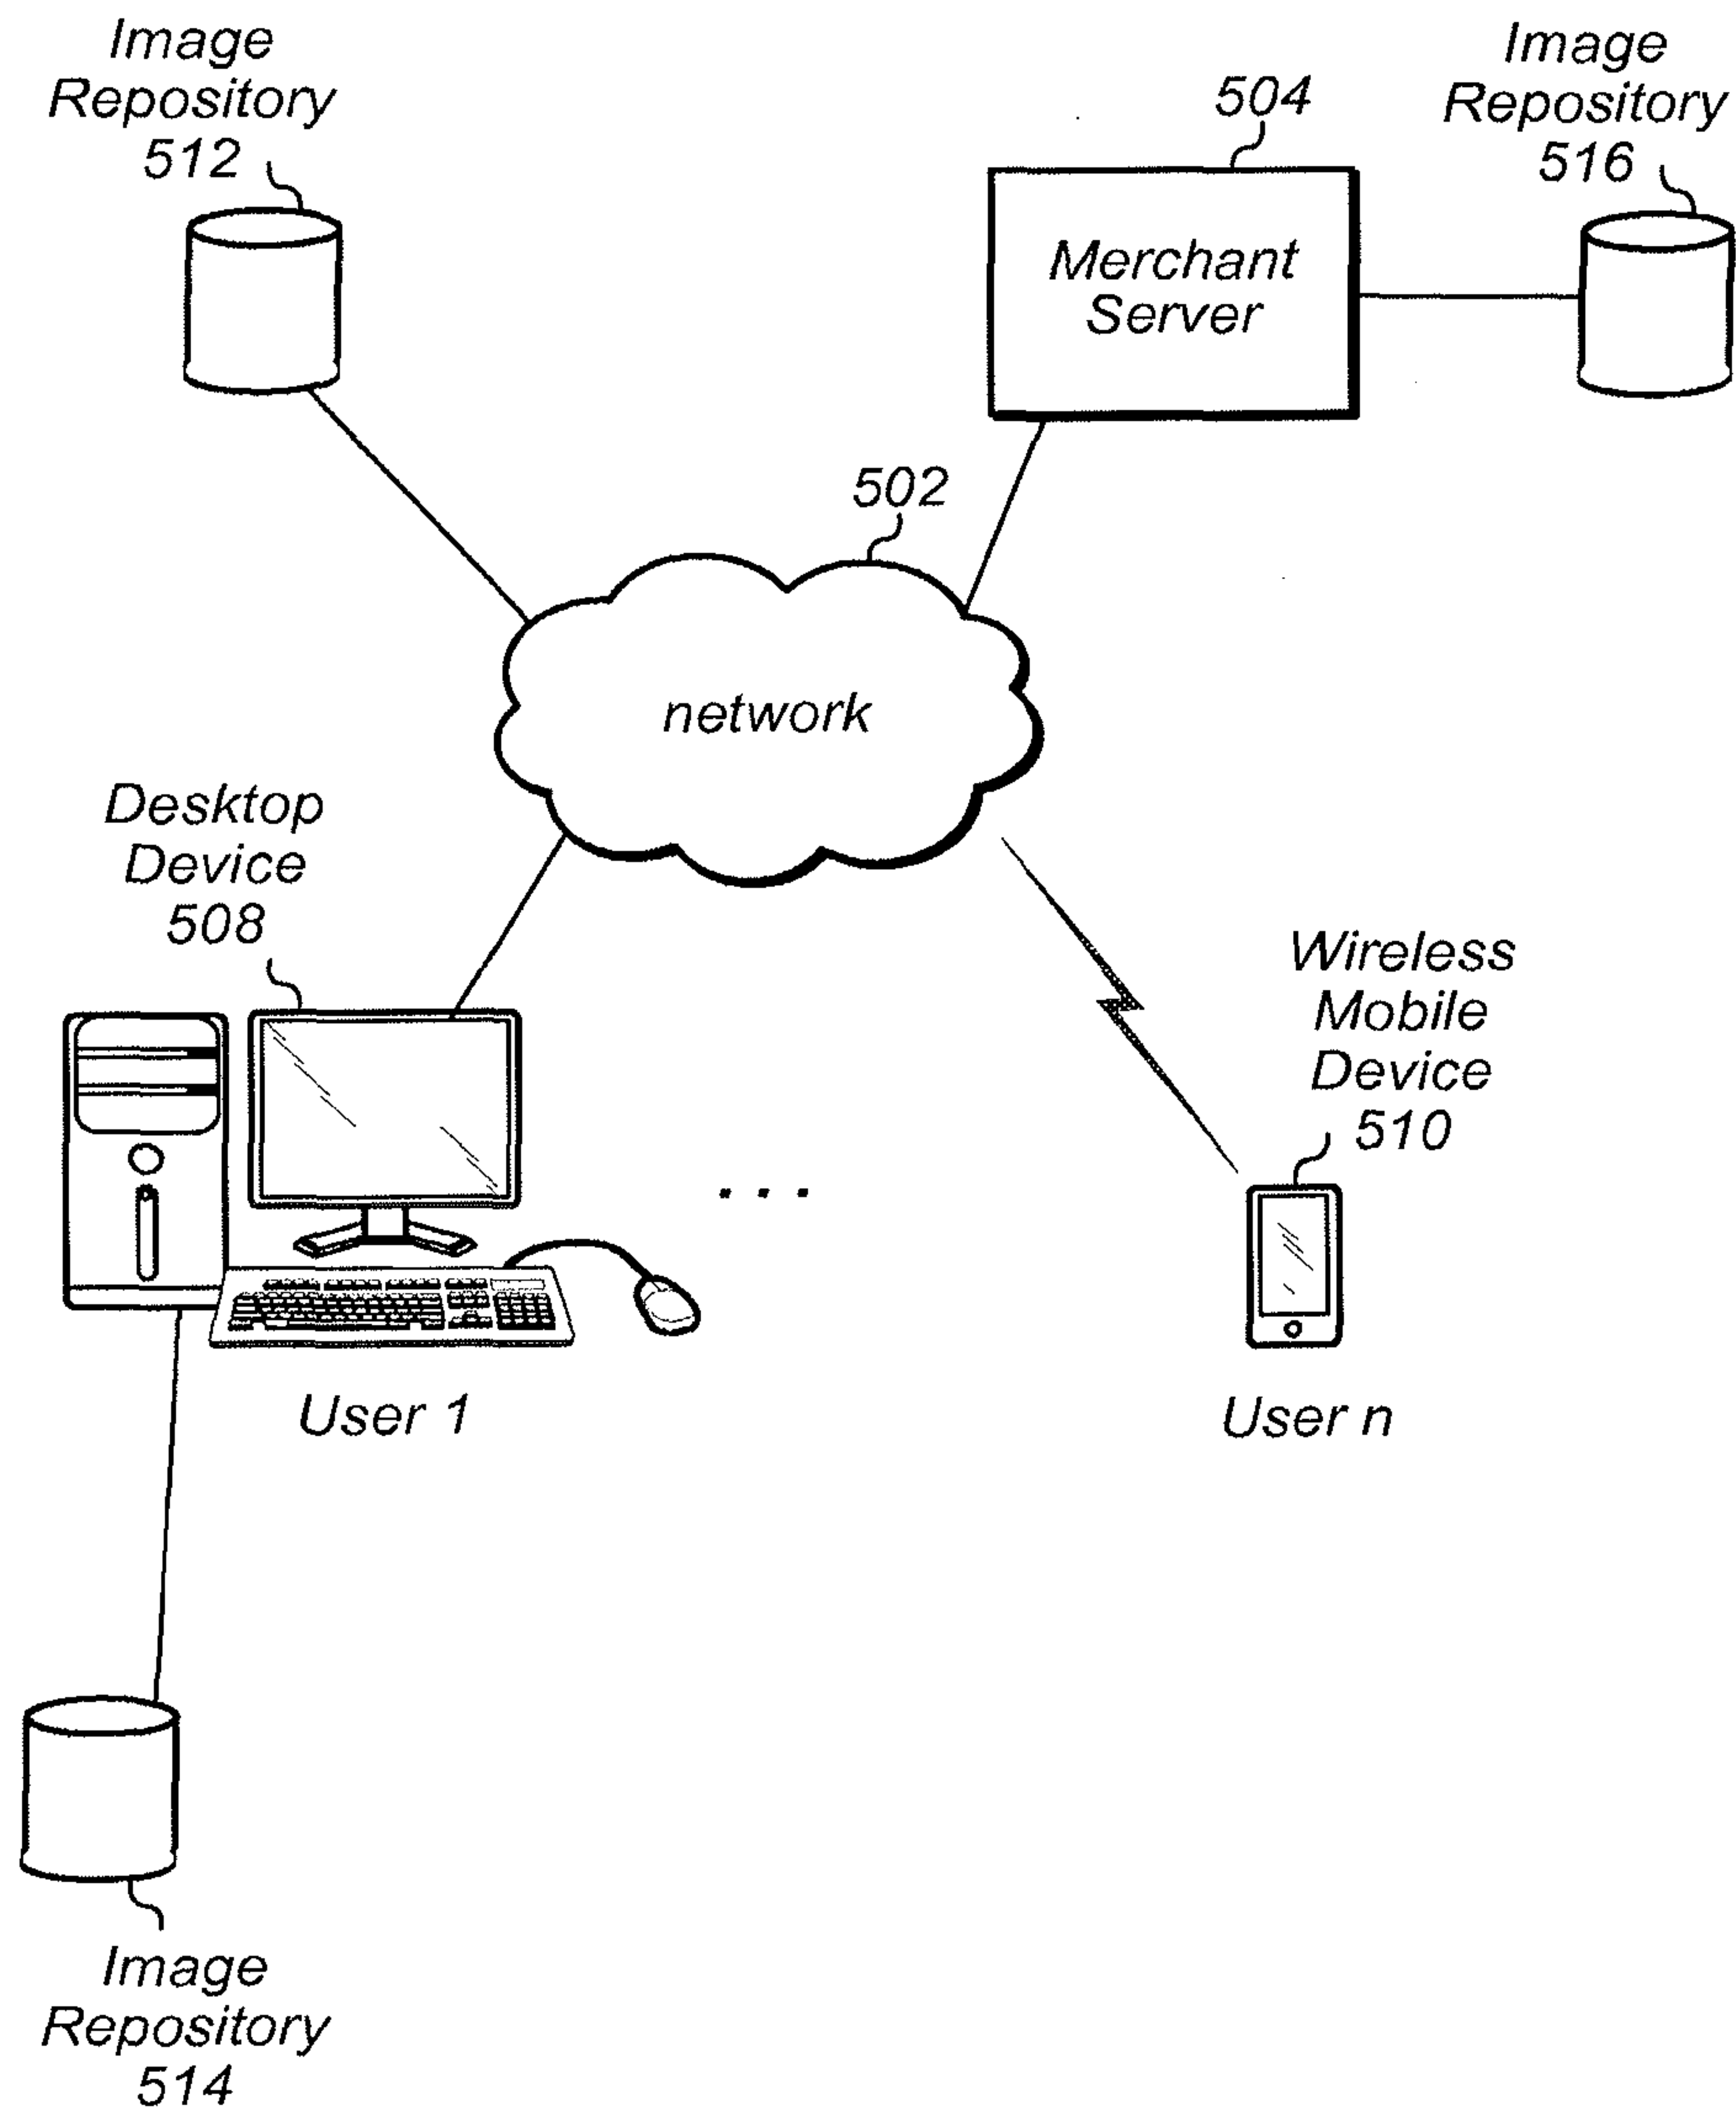 Image
Repository
512
504
Image
Repository
516
Merchant
Server
502
network
Desktop
Device
508
Wireless
Mobile
Device
510
...
User 1
User n
Image
Repository
514